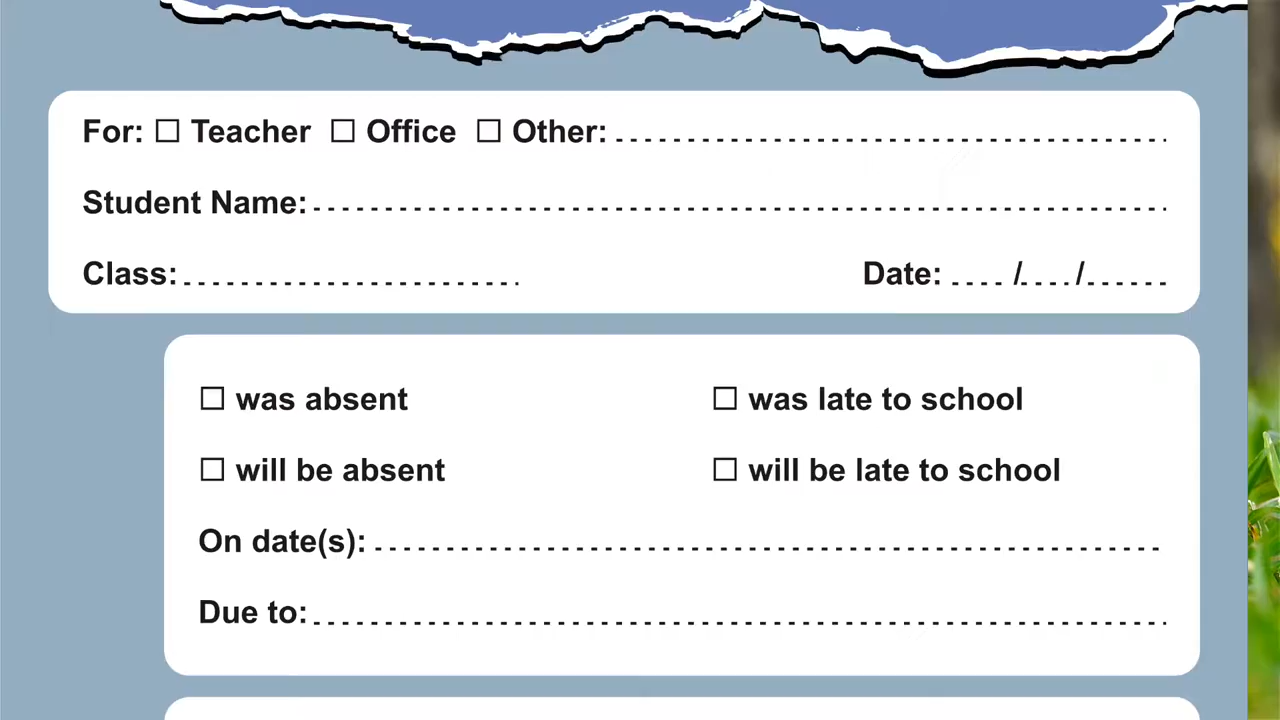 For: ☐ Teacher ☐ Office ☐ Other:
Student Name:
Class: Date: / /
☐ was absent ☐ was late to school
☐ will be absent ☐ will be late to school
On date(s):
Due to: